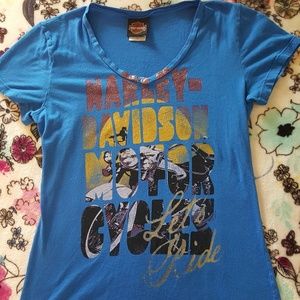 HARLEY-
DAVIDSON
MOTOR
CYCLES
Let's
Ride